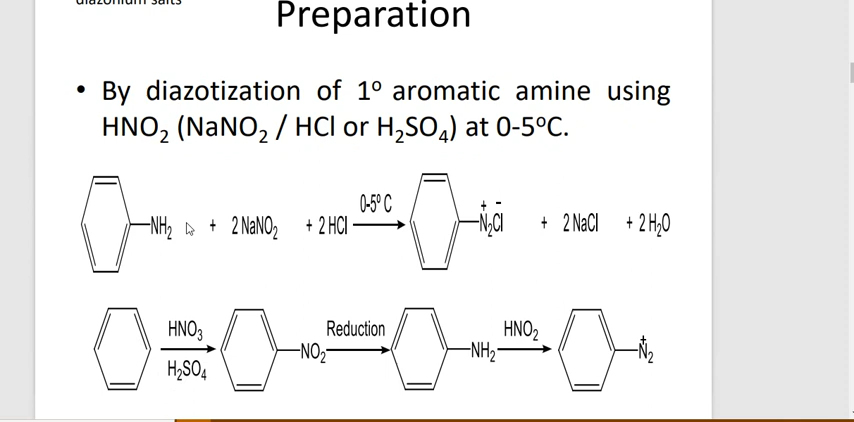 diazonium salts
Preparation
• By diazotization of 1º aromatic amine using
HNO₂ (NaNO₂ / HCl or H₂SO₄) at 0-5ºC.
0-5º C
-NH₂ + 2 NaNO₂ + 2 HCl -N₂Cl + 2 NaCl + 2 H₂O
+ -
HNO₃ Reduction HNO₂
-NO₂ -NH₂ -N₂
+
H₂SO₄